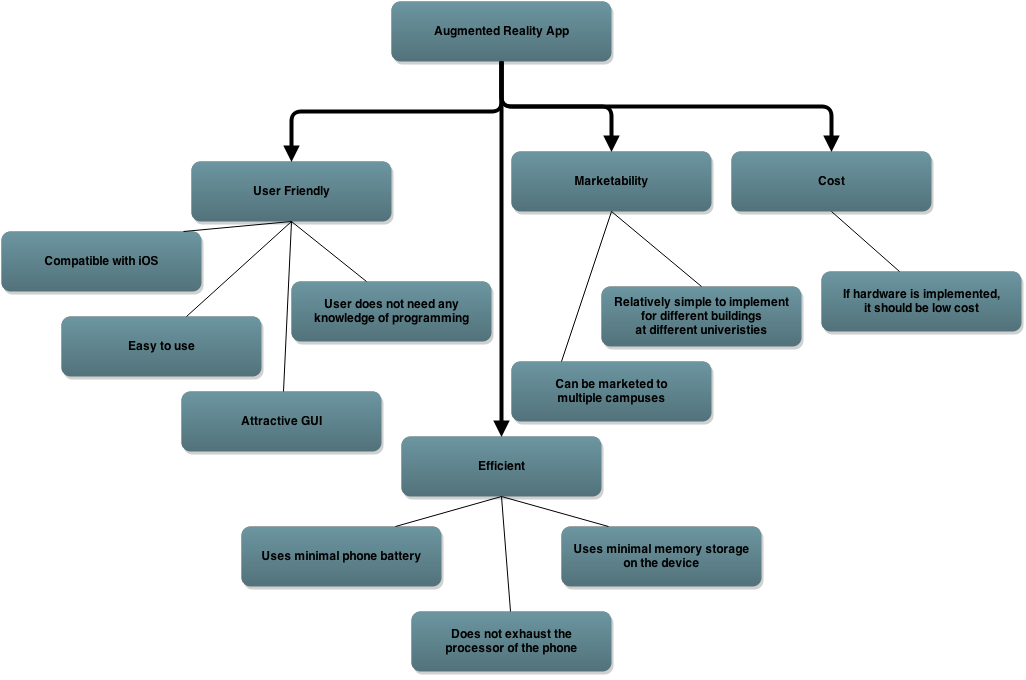 Augmented Reality App
User Friendly
Marketability
Cost
Compatible with iOS
User does not need any
knowledge of programming
Relatively simple to implement
for different buildings
at different univeristies
If hardware is implemented,
it should be low cost
Easy to use
Can be marketed to
multiple campuses
Attractive GUI
Efficient
Uses minimal phone battery
Uses minimal memory storage
on the device
Does not exhaust the
processor of the phone